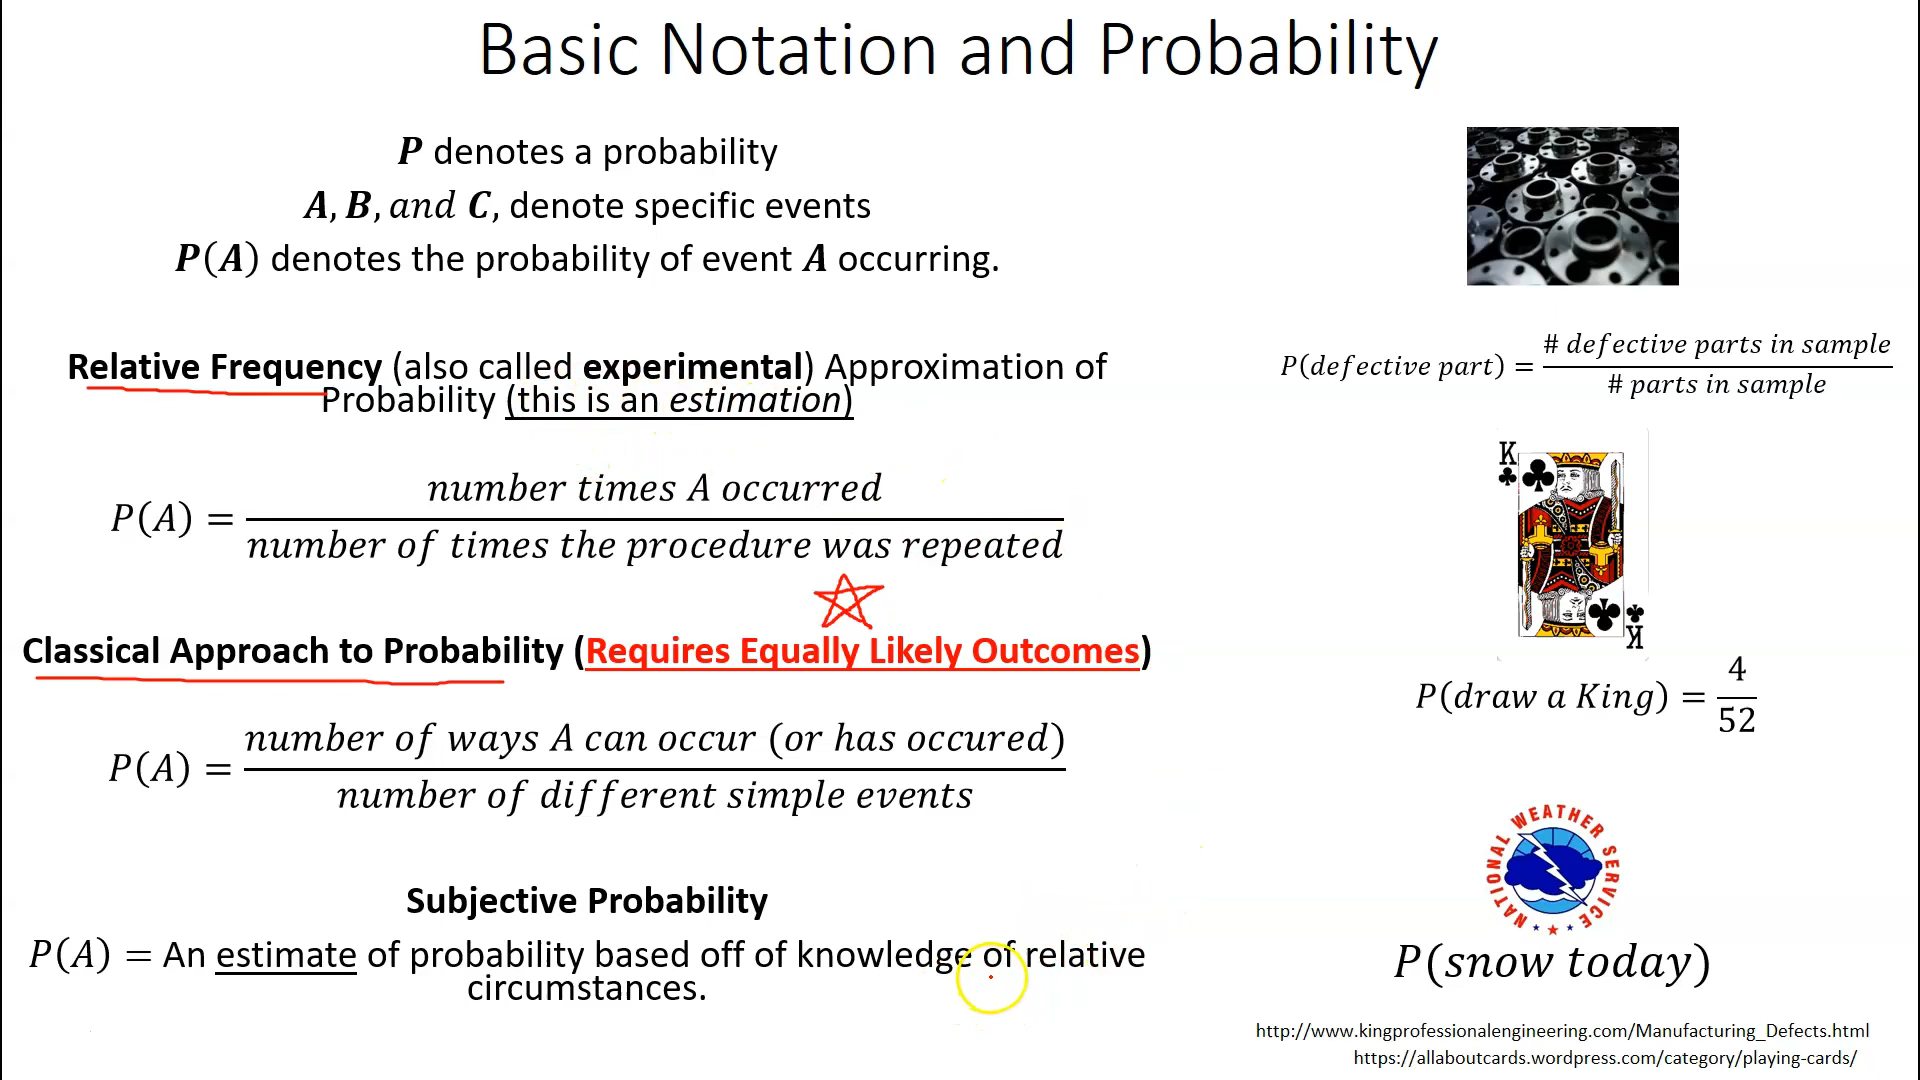 Basic Notation and Probability
P denotes a probability
A, B, and C, denote specific events
P(A) denotes the probability of event A occurring.
Relative Frequency (also called experimental) Approximation of
Probability (this is an estimation)
P(A) = number times A occurred / number of times the procedure was repeated
Classical Approach to Probability (Requires Equally Likely Outcomes)
P(A) = number of ways A can occur (or has occured) / number of different simple events
Subjective Probability
P(A) = An estimate of probability based off of knowledge of relative
circumstances.
P(defective part) = # defective parts in sample / # parts in sample
K
K
P(draw a King) = 4/52
NATIONAL WEATHER SERVICE
P(snow today)
http://www.kingprofessionalengineering.com/Manufacturing_Defects.html
https://allaboutcards.wordpress.com/category/playing-cards/